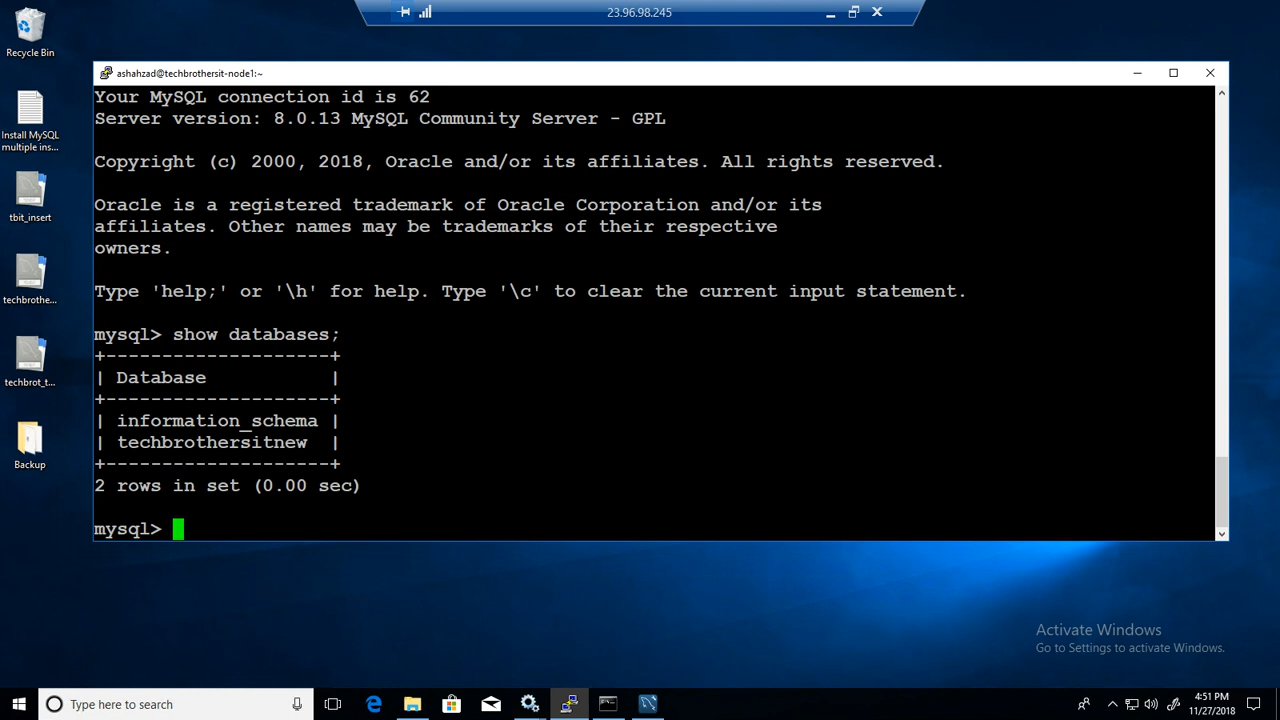 23.96.98.245
Recycle Bin
Install MySQL
multiple ins...
tbit_insert
techbrothe...
techbrot_t...
Backup
ashahzad@techbrothersit-node1:~
Your MySQL connection id is 62
Server version: 8.0.13 MySQL Community Server - GPL
Copyright (c) 2000, 2018, Oracle and/or its affiliates. All rights reserved.
Oracle is a registered trademark of Oracle Corporation and/or its
affiliates. Other names may be trademarks of their respective
owners.
Type 'help;' or '\h' for help. Type '\c' to clear the current input statement.
mysql> show databases;
+--------------------+
| Database           |
+--------------------+
| information_schema |
| techbrothersitnew  |
+--------------------+
2 rows in set (0.00 sec)
mysql>
Activate Windows
Go to Settings to activate Windows.
Type here to search
4:51 PM
11/27/2018